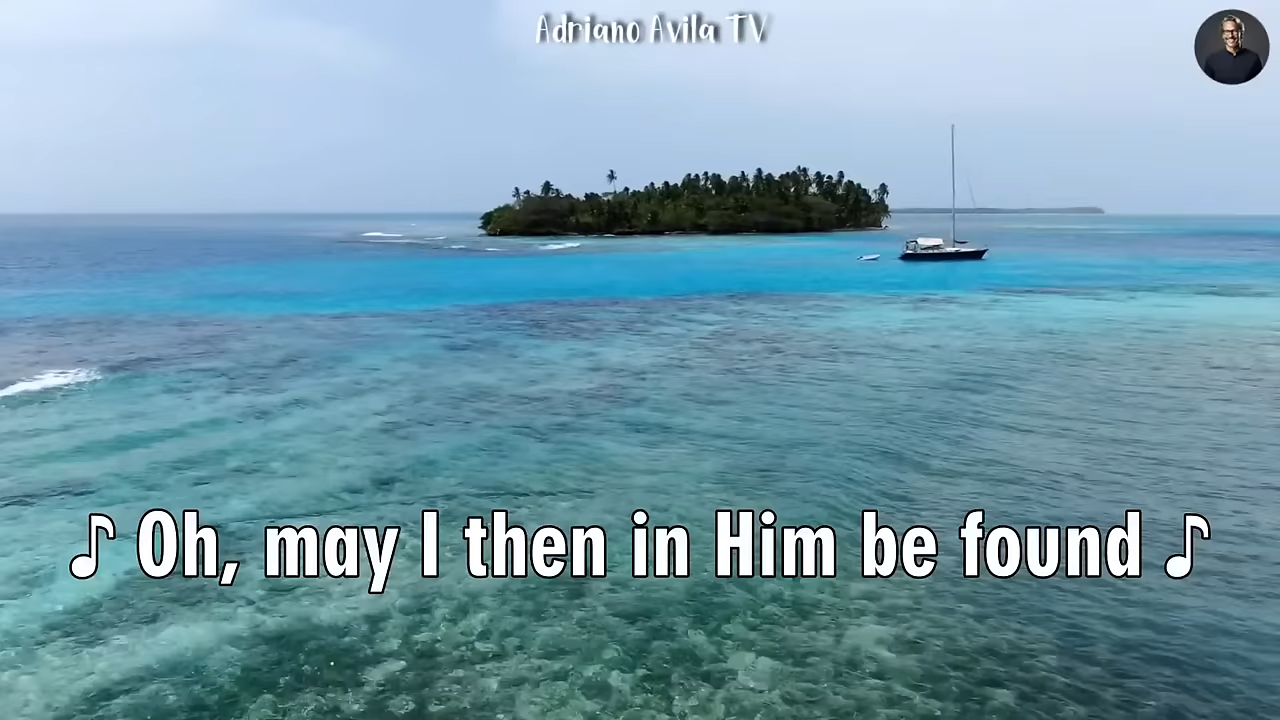 Adriano Avila TV
♪ Oh, may I then in Him be found ♪